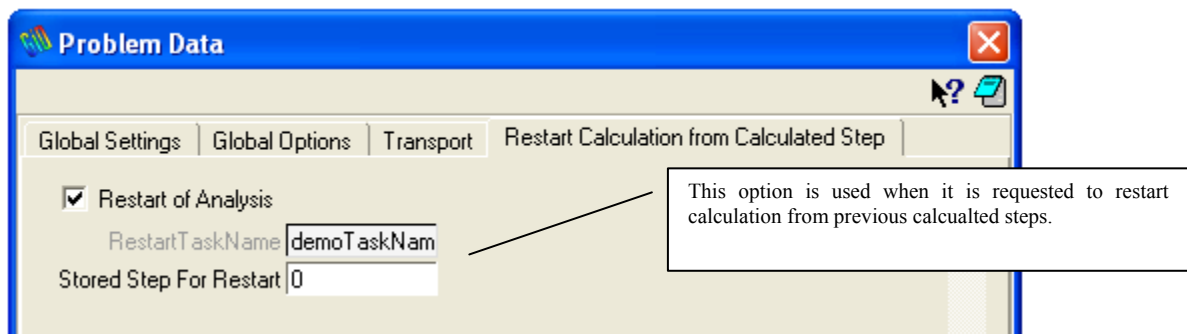 Problem Data
Global Settings Global Options Transport Restart Calculation from Calculated Step
Restart of Analysis
RestartTaskName demoTaskNam
Stored Step For Restart 0
This option is used when it is requested to restart
calculation from previous calcualted steps.